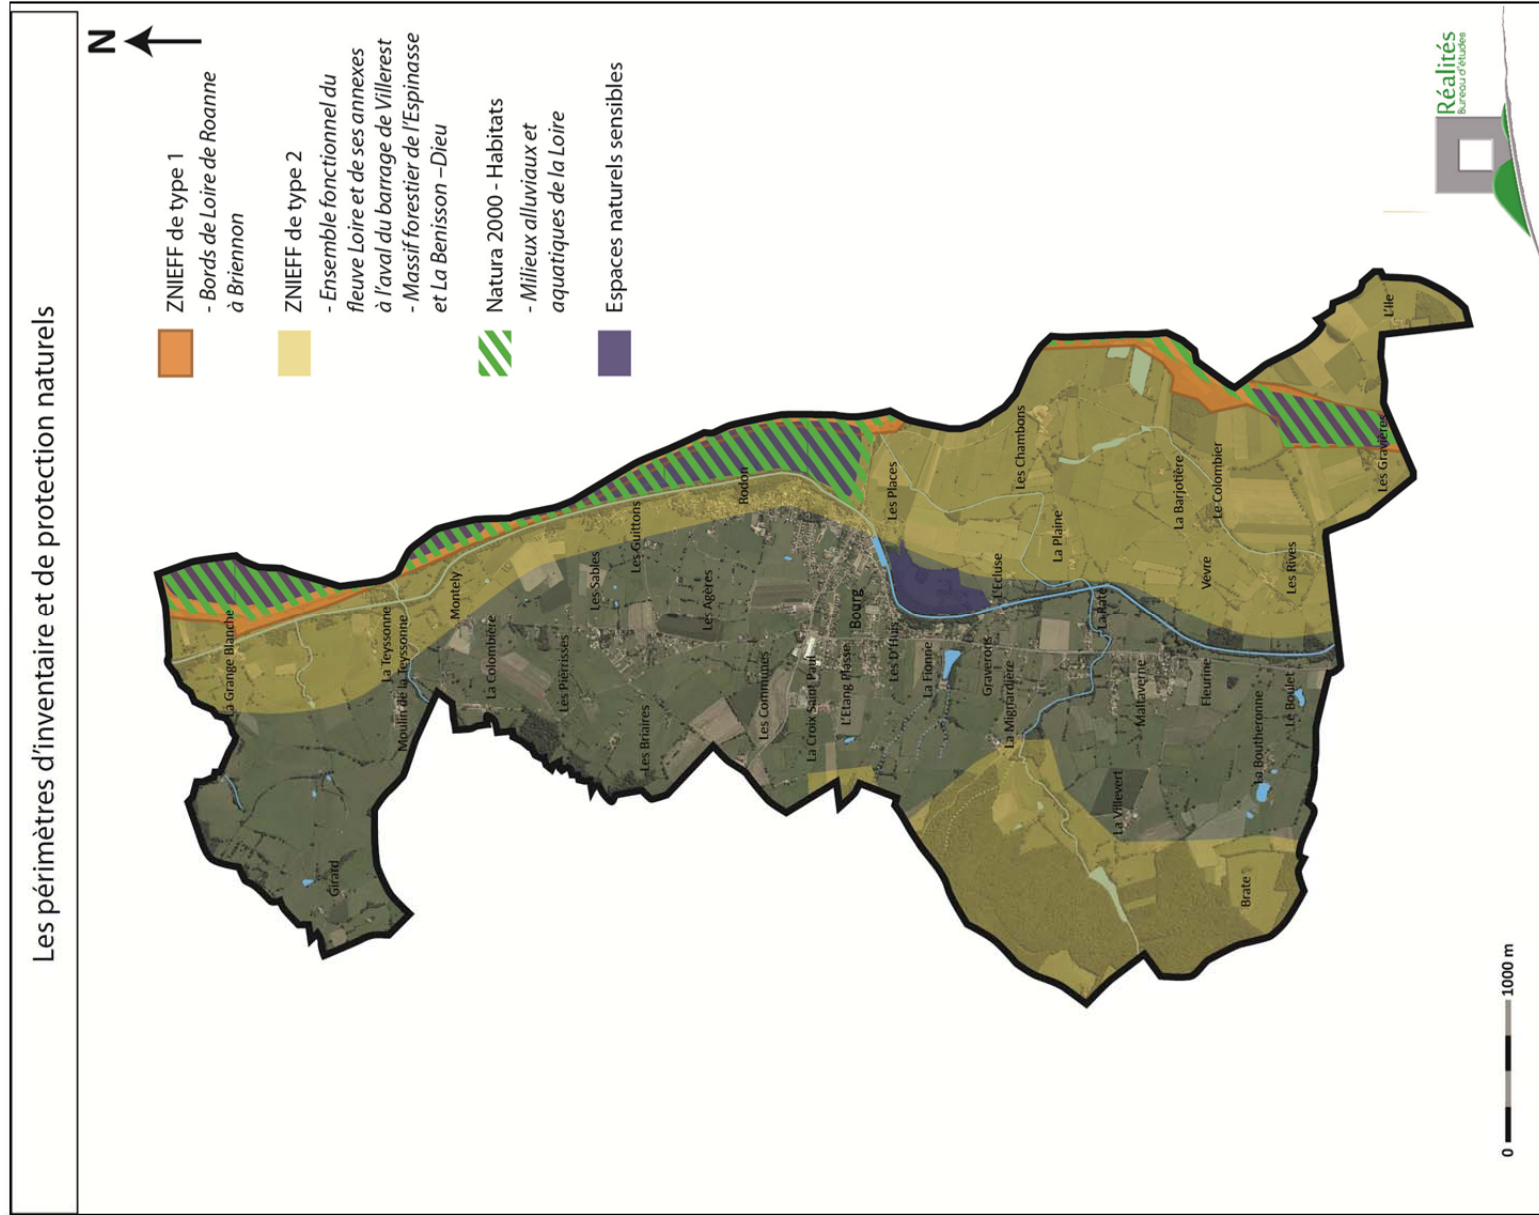 Les périmètres d'inventaire et de protection naturels
N
ZNIEFF de type 1
- Bords de Loire de Roanne
à Briennon
ZNIEFF de type 2
- Ensemble fonctionnel du
fleuve Loire et de ses annexes
à l'aval du barrage de Villerest
- Massif forestier de l'Espinasse
et La Benisson –Dieu
Natura 2000 - Habitats
- Milieux alluviaux et
aquatiques de la Loire
Espaces naturels sensibles
La Grange Blanche
Girard
La Teyssonne
Moulin de la Teyssonne
Montely
La Colombière
Les Pierrisses
Les Sables
Les Guittons
Les Briaires
Les Agères
Rodon
Les Communes
La Croix Saint Paul
L'Etang Plasse
Bourg
Les D'Huis
Les Places
La Fionne
Graverois
L'Ecluse
La Mignardière
Les Chambons
La Plaine
La Rate
Maltaverne
La Villevert
La Barjotière
Le Colombier
Vevre
Fleurine
Brate
La Boutheronne
Le Boulet
Les Rives
Les Gravières
L'Ile
0
1000 m
Réalités
Bureau d'études